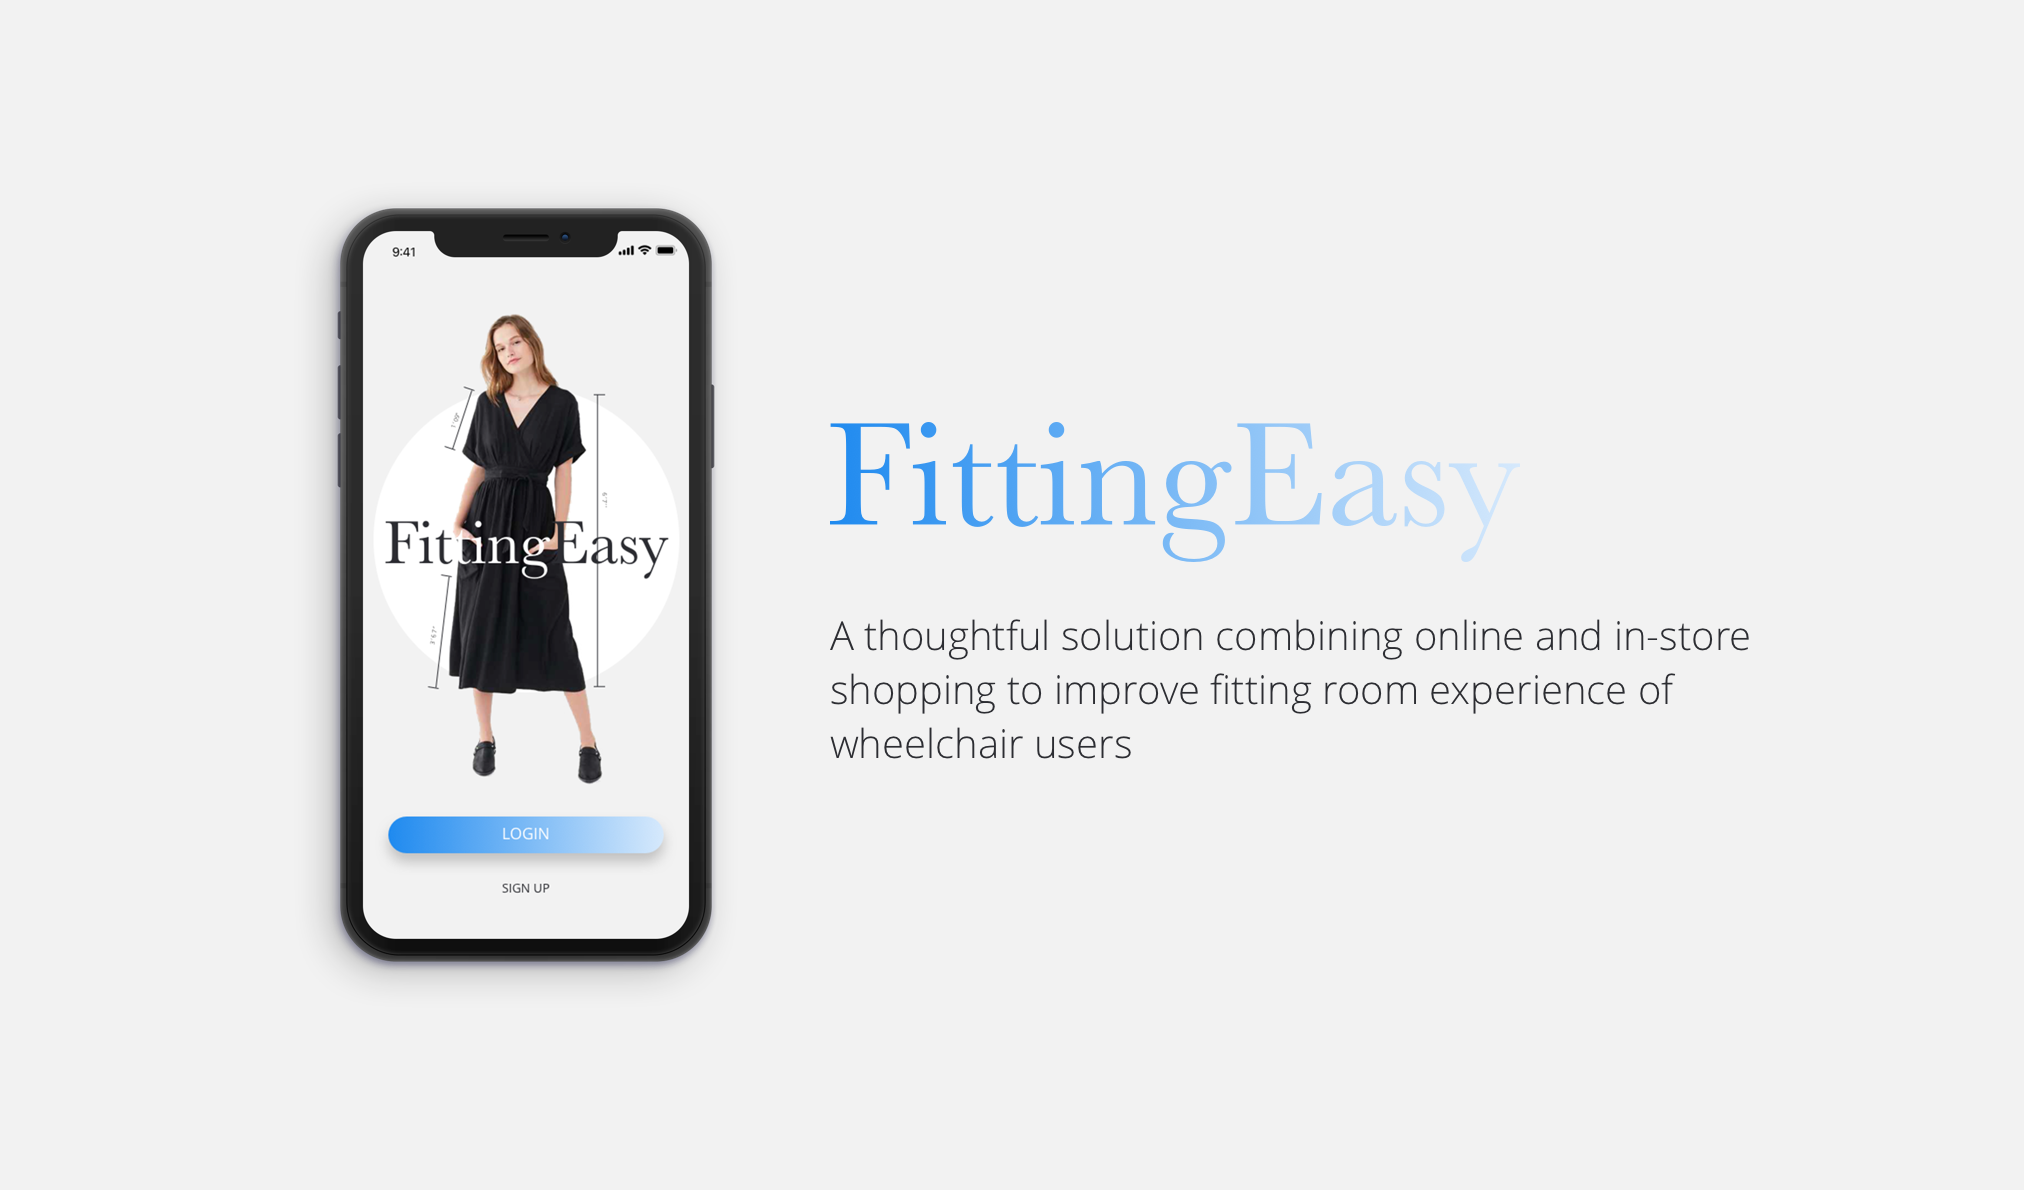 9:41
FittingEasy
LOGIN
SIGN UP
FittingEasy
A thoughtful solution combining online and in-store
shopping to improve fitting room experience of
wheelchair users